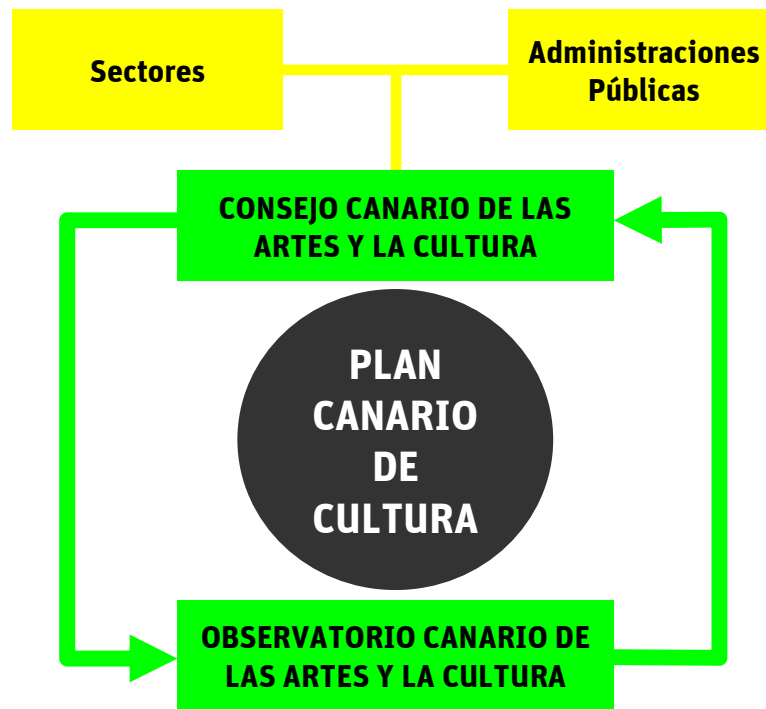 Sectores
Administraciones
Públicas
CONSEJO CANARIO DE LAS
ARTES Y LA CULTURA
PLAN
CANARIO
DE
CULTURA
OBSERVATORIO CANARIO DE
LAS ARTES Y LA CULTURA